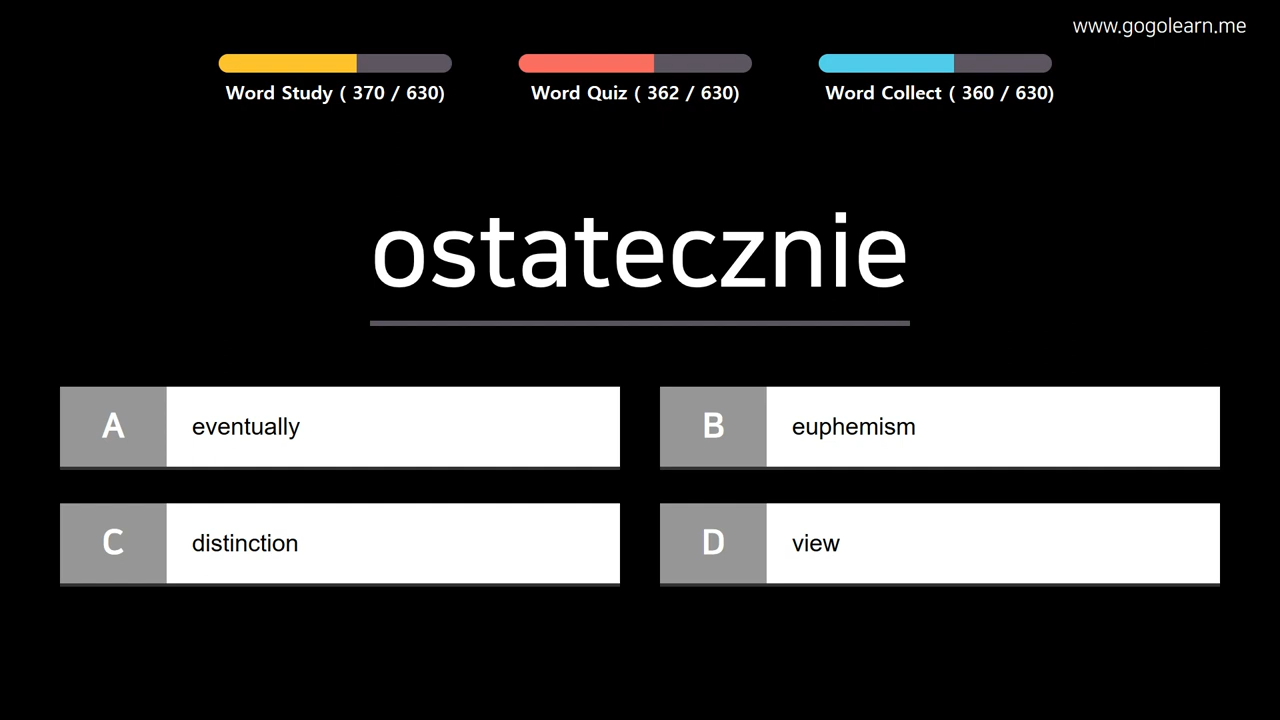 www.gogolearn.me
Word Study ( 370 / 630)
Word Quiz ( 362 / 630)
Word Collect ( 360 / 630)
ostatecznie
A eventually
B euphemism
C distinction
D view